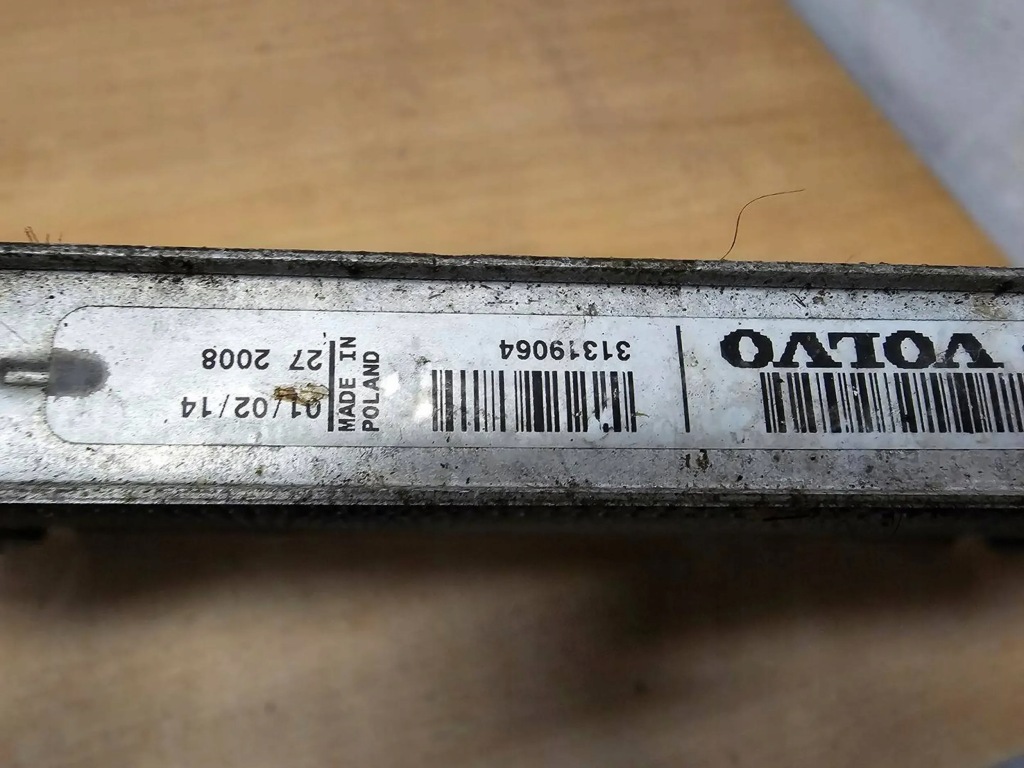 VOLVO
31319064
MADE IN
POLAND
27 2008
01/02/14